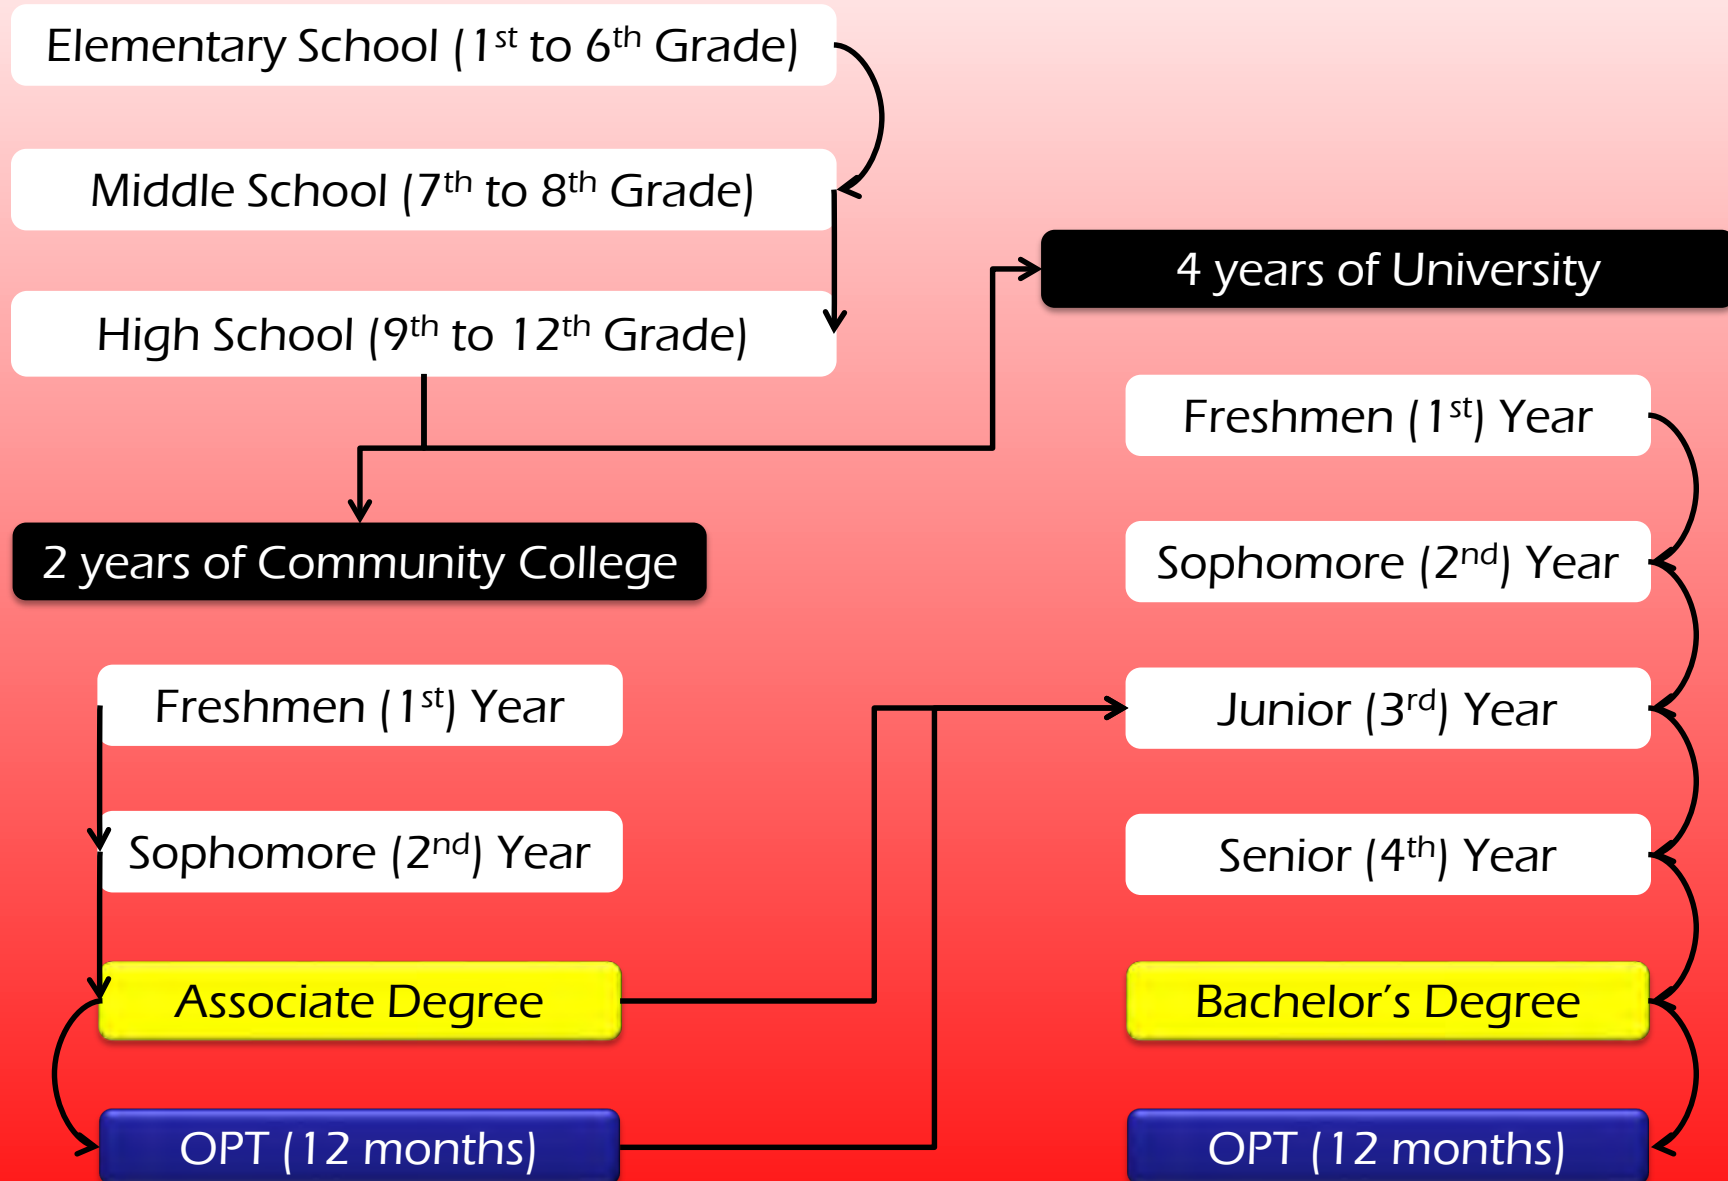 Elementary School (1st to 6th Grade)
Middle School (7th to 8th Grade)
High School (9th to 12th Grade)
2 years of Community College
Freshmen (1st) Year
Sophomore (2nd) Year
Associate Degree
OPT (12 months)
4 years of University
Freshmen (1st) Year
Sophomore (2nd) Year
Junior (3rd) Year
Senior (4th) Year
Bachelor’s Degree
OPT (12 months)